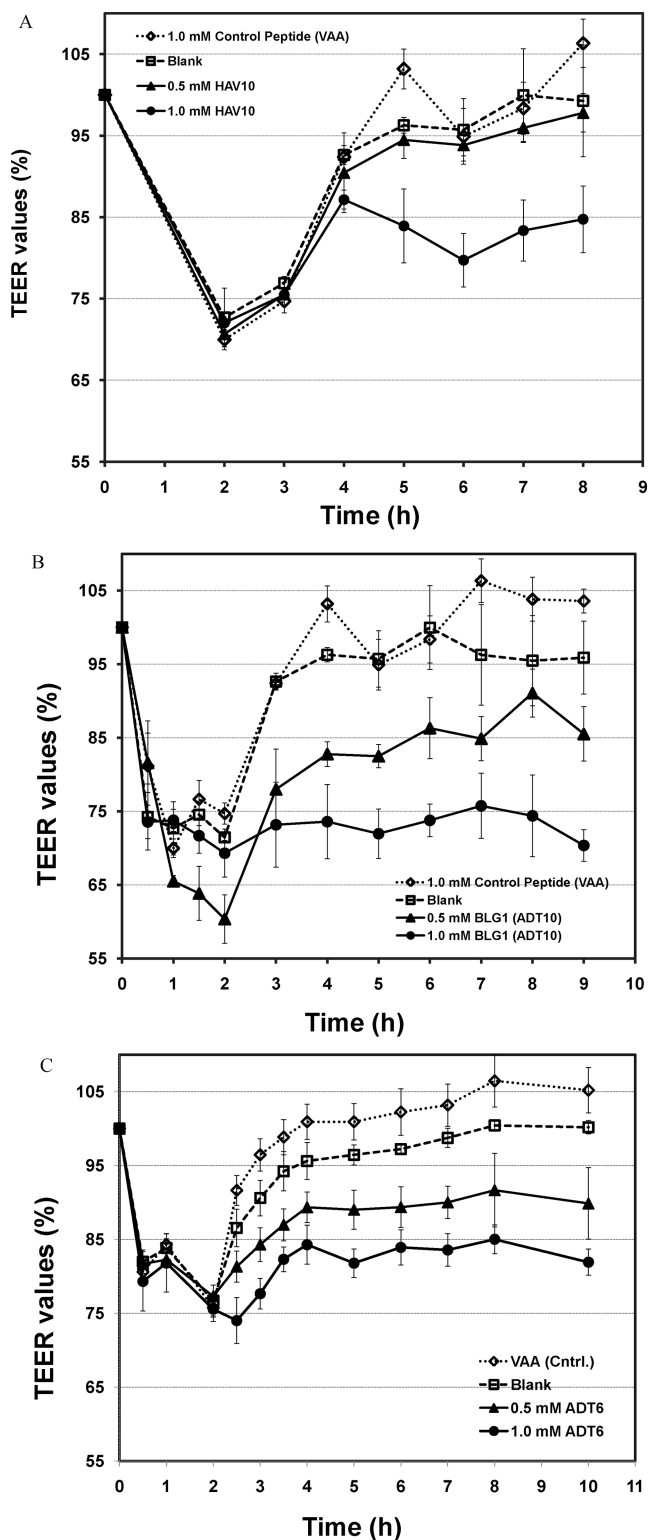 A
1.0 mM Control Peptide (VAA)
Blank
0.5 mM HAV10
1.0 mM HAV10
105
95
85
75
65
55
TEER values (%)
0 1 2 3 4 5 6 7 8 9
Time (h)
B
105
95
85
75
65
55
TEER values (%)
1.0 mM Control Peptide (VAA)
Blank
0.5 mM BLG1 (ADT10)
1.0 mM BLG1 (ADT10)
0 1 2 3 4 5 6 7 8 9 10
Time (h)
C
105
95
85
75
65
55
TEER values (%)
VAA (Cntrl.)
Blank
0.5 mM ADT6
1.0 mM ADT6
0 1 2 3 4 5 6 7 8 9 10 11
Time (h)